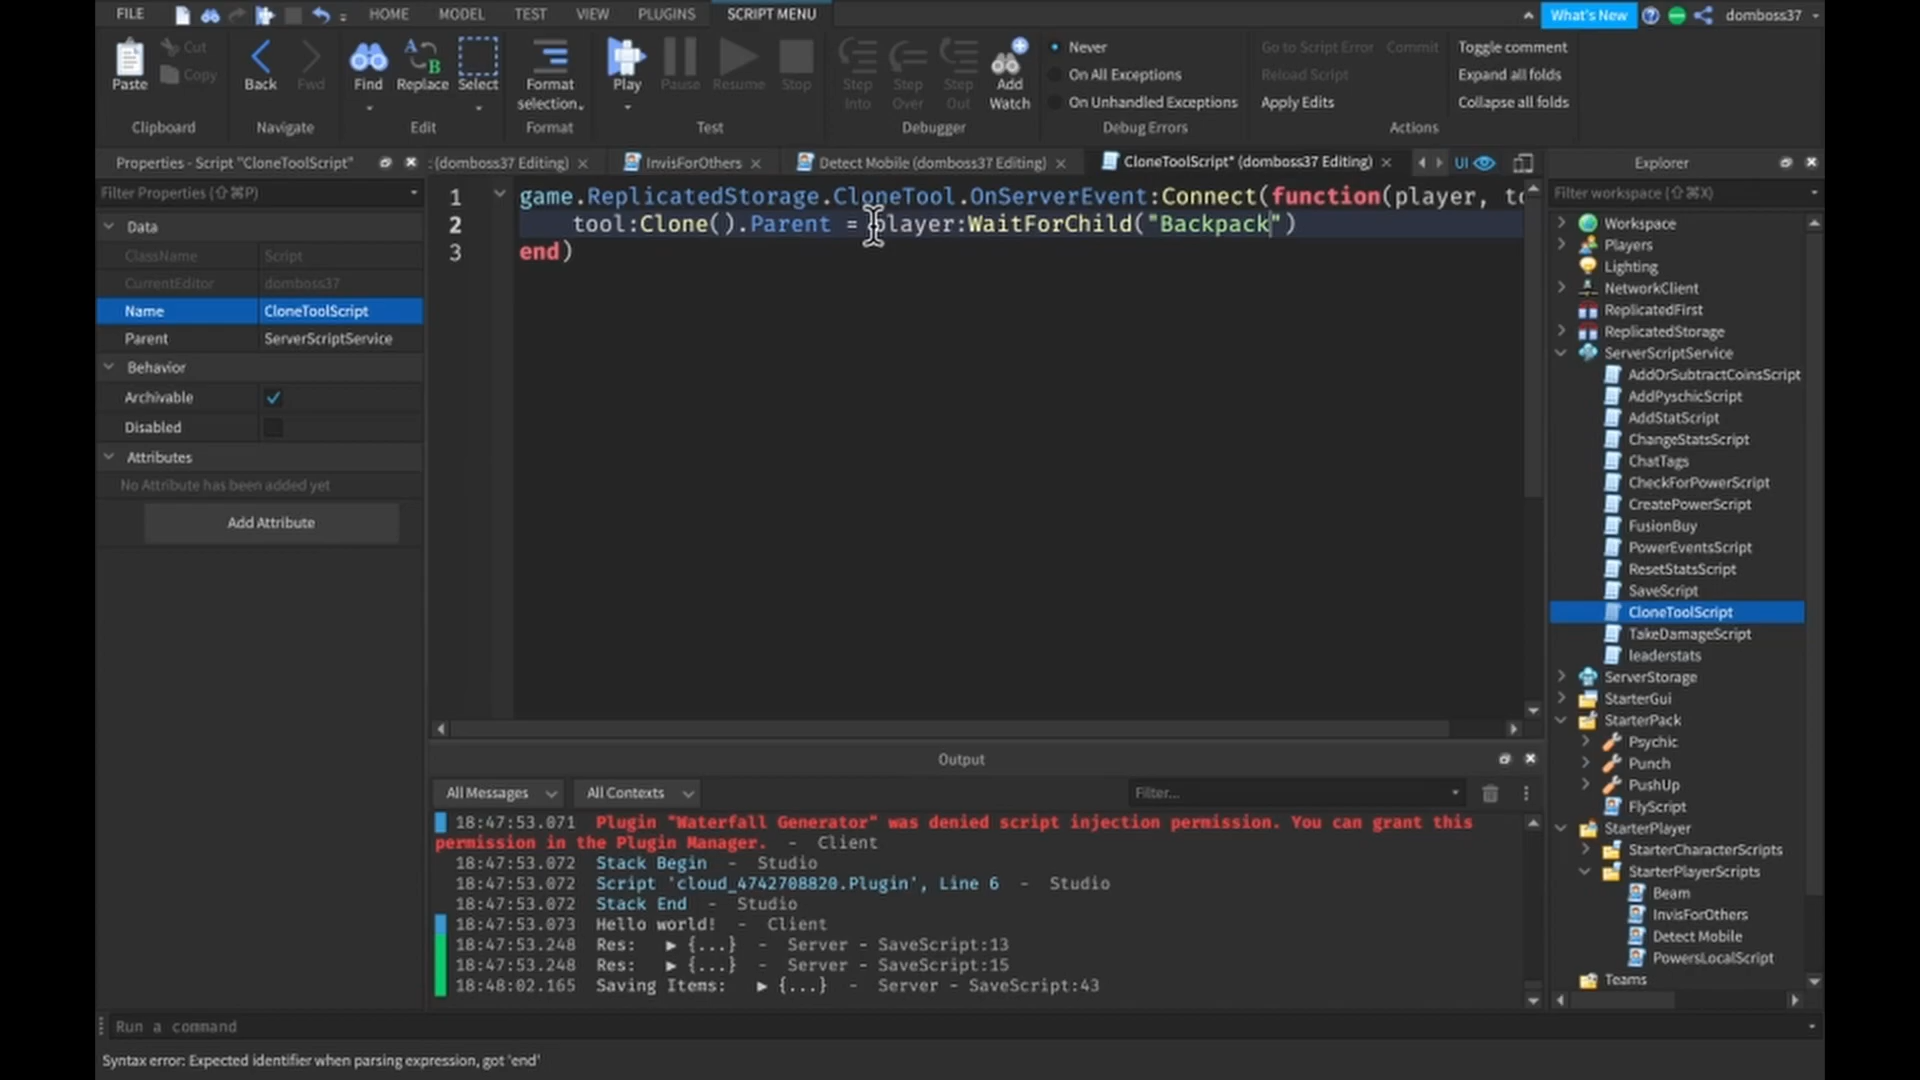 FILE HOME MODEL TEST VIEW PLUGINS SCRIPT MENU What's New domboss37
Paste Cut Copy
Back Fwd
Find Replace Select
Format selection
Play Pause Resume Stop
Step Into Step Over Step Out Add Watch
Never
On All Exceptions
On Unhandled Exceptions
Go to Script Error Commit
Reload Script
Apply Edits
Toggle comment
Expand all folds
Collapse all folds
Clipboard Navigate Edit Format Test Debugger Debug Errors Actions
Properties - Script "CloneToolScript"
: (domboss37 Editing) InvisForOthers Detect Mobile (domboss37 Editing) CloneToolScript* (domboss37 Editing) UI
Explorer
Filter Properties (⇧⌘P)
Data
ClassName Script
CurrentEditor domboss37
Name CloneToolScript
Parent ServerScriptService
Behavior
Archivable
Disabled
Attributes
No Attribute has been added yet
Add Attribute
1 game.ReplicatedStorage.CloneTool.OnServerEvent:Connect(function(player, to
2 tool:Clone().Parent = player:WaitForChild("Backpack")
3 end)
Filter workspace (⇧⌘X)
Workspace
Players
Lighting
NetworkClient
ReplicatedFirst
ReplicatedStorage
ServerScriptService
AddOrSubtractCoinsScript
AddPyschicScript
AddStatScript
ChangeStatsScript
ChatTags
CheckForPowerScript
CreatePowerScript
FusionBuy
PowerEventsScript
ResetStatsScript
SaveScript
CloneToolScript
TakeDamageScript
leaderstats
ServerStorage
StarterGui
StarterPack
Psychic
Punch
PushUp
FlyScript
StarterPlayer
StarterCharacterScripts
StarterPlayerScripts
Beam
InvisForOthers
Detect Mobile
PowersLocalScript
Teams
Output
All Messages All Contexts Filter...
18:47:53.071 Plugin "Waterfall Generator" was denied script injection permission. You can grant this
permission in the Plugin Manager. - Client
18:47:53.072 Stack Begin - Studio
18:47:53.072 Script 'cloud_4742708820.Plugin', Line 6 - Studio
18:47:53.072 Stack End - Studio
18:47:53.073 Hello world! - Client
18:47:53.248 Res: ▶ {...} - Server - SaveScript:13
18:47:53.248 Res: ▶ {...} - Server - SaveScript:15
18:48:02.165 Saving Items: ▶ {...} - Server - SaveScript:43
Run a command
Syntax error: Expected identifier when parsing expression, got 'end'